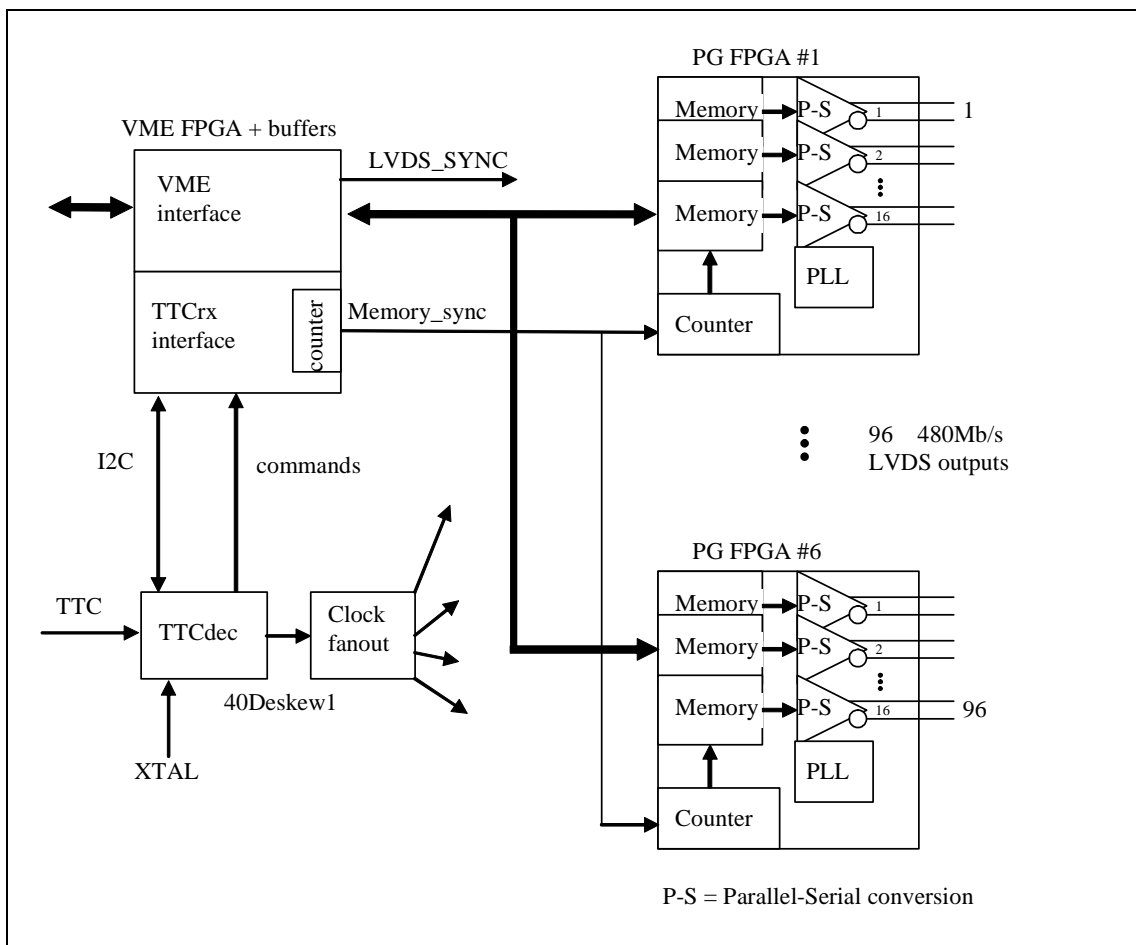 PG FPGA #1
Memory P-S 1 1
VME FPGA + buffers
LVDS_SYNC
Memory P-S 2
VME
interface
Memory P-S 16
PLL
TTCrx
interface
counter
Memory_sync
Counter
I2C
commands
96 480Mb/s
LVDS outputs
PG FPGA #6
TTC
TTCdec
Clock
fanout
Memory P-S 1
Memory P-S 2
40Deskew1
Memory P-S 16 96
XTAL
PLL
Counter
P-S = Parallel-Serial conversion